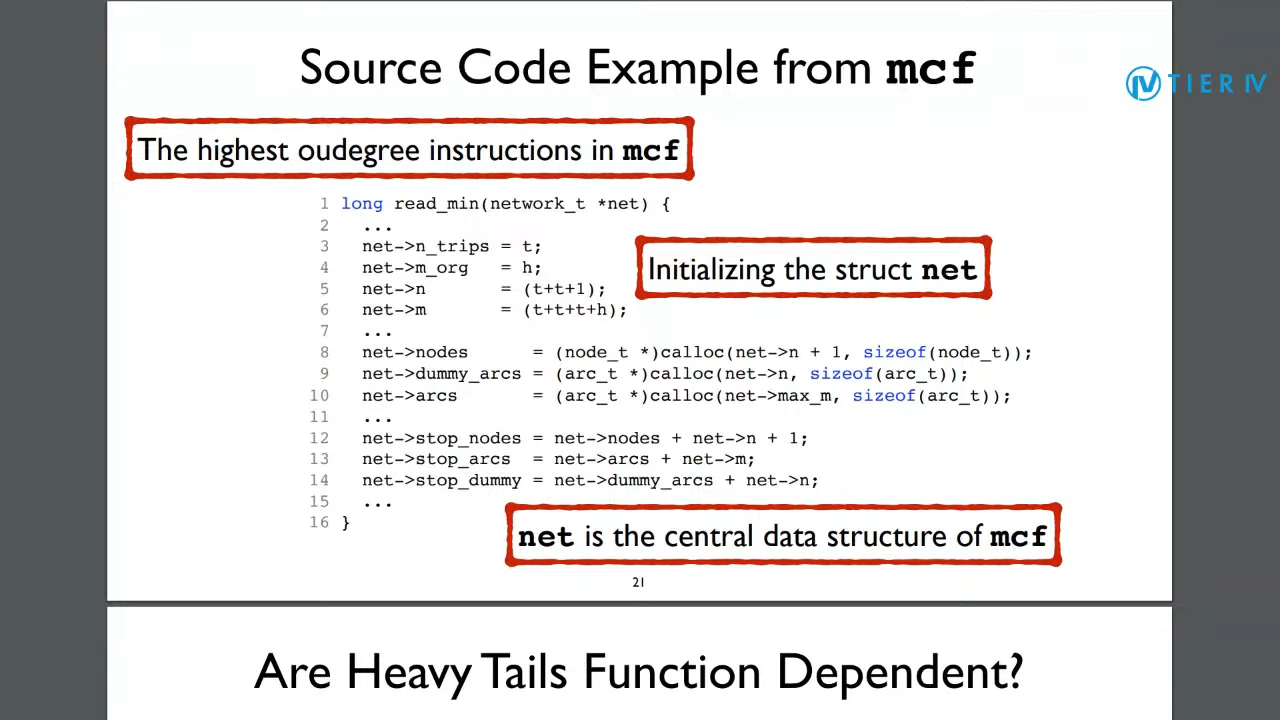 Source Code Example from mcf
TIER IV
The highest oudegree instructions in mcf
1 long read_min(network_t *net) {
2 ...
3 net->n_trips = t;
4 net->m_org = h;
Initializing the struct net
5 net->n = (t+t+1);
6 net->m = (t+t+t+h);
7 ...
8 net->nodes = (node_t *)calloc(net->n + 1, sizeof(node_t));
9 net->dummy_arcs = (arc_t *)calloc(net->n, sizeof(arc_t));
10 net->arcs = (arc_t *)calloc(net->max_m, sizeof(arc_t));
11 ...
12 net->stop_nodes = net->nodes + net->n + 1;
13 net->stop_arcs = net->arcs + net->m;
14 net->stop_dummy = net->dummy_arcs + net->n;
15 ...
16 }
net is the central data structure of mcf
21
Are Heavy Tails Function Dependent?